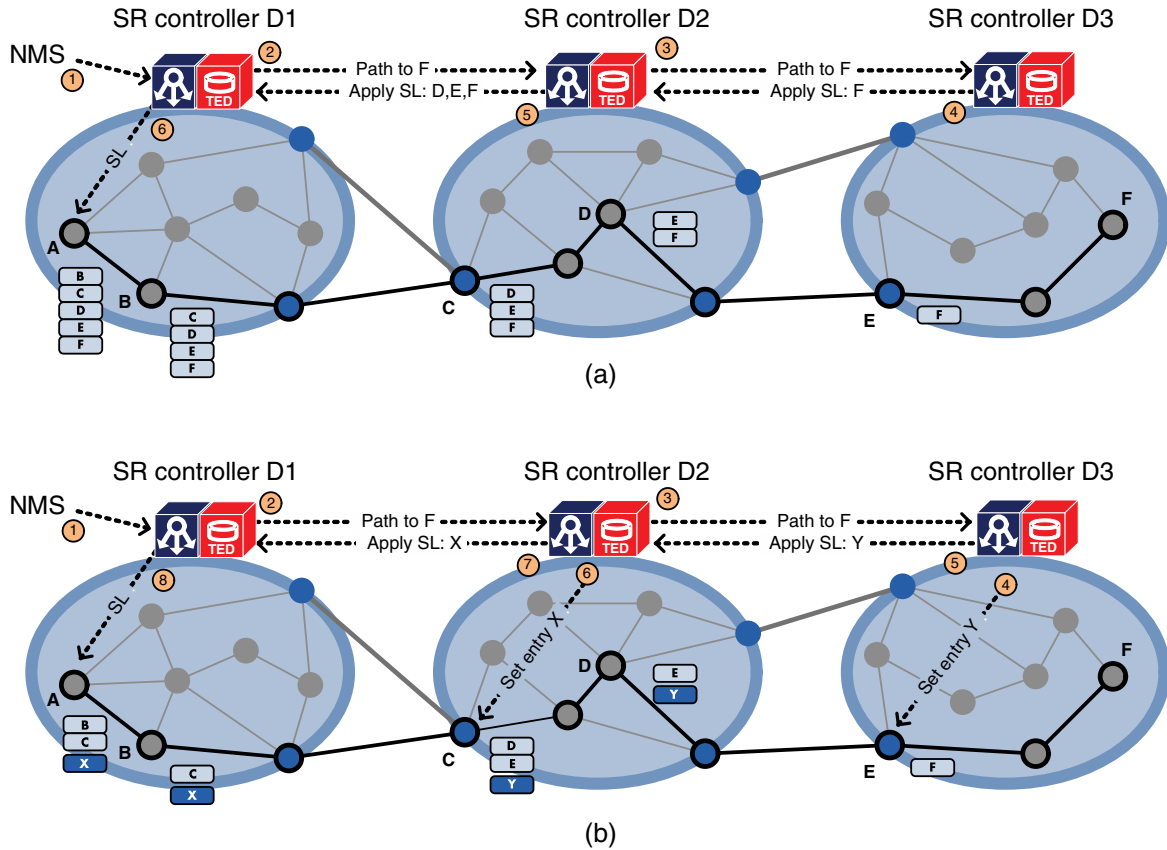 SR controller D1
SR controller D2
SR controller D3
NMS
1
2
TED
Path to F
Apply SL: D,E,F
3
TED
Path to F
Apply SL: F
TED
6
5
4
SL
A
B
C
D
E
F
B
C
D
E
F
C
D
E
F
D
E
F
E
F
F
(a)
SR controller D1
SR controller D2
SR controller D3
NMS
1
2
TED
Path to F
Apply SL: X
3
TED
Path to F
Apply SL: Y
TED
8
7
6
5
4
SL
Set entry X
Set entry Y
A
B
C
D
E
F
B
C
X
C
X
D
E
Y
E
Y
F
(b)